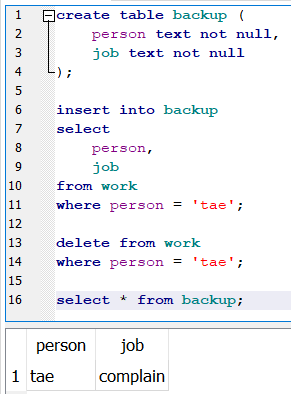 1 create table backup (
2 person text not null,
3 job text not null
4 );
5
6 insert into backup
7 select
8 person,
9 job
10 from work
11 where person = 'tae';
12
13 delete from work
14 where person = 'tae';
15
16 select * from backup;
person job
1 tae complain